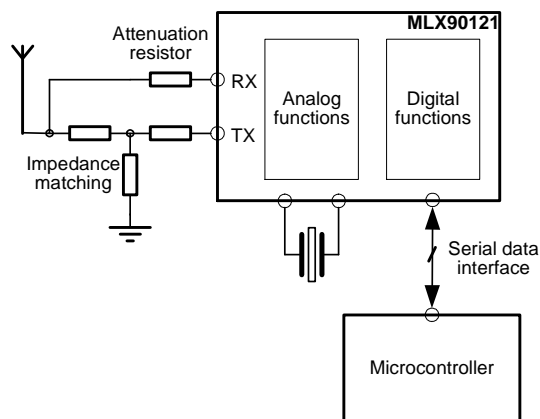 MLX90121
Attenuation
resistor
RX
Analog
functions
Digital
functions
TX
Impedance
matching
Serial data
interface
Microcontroller